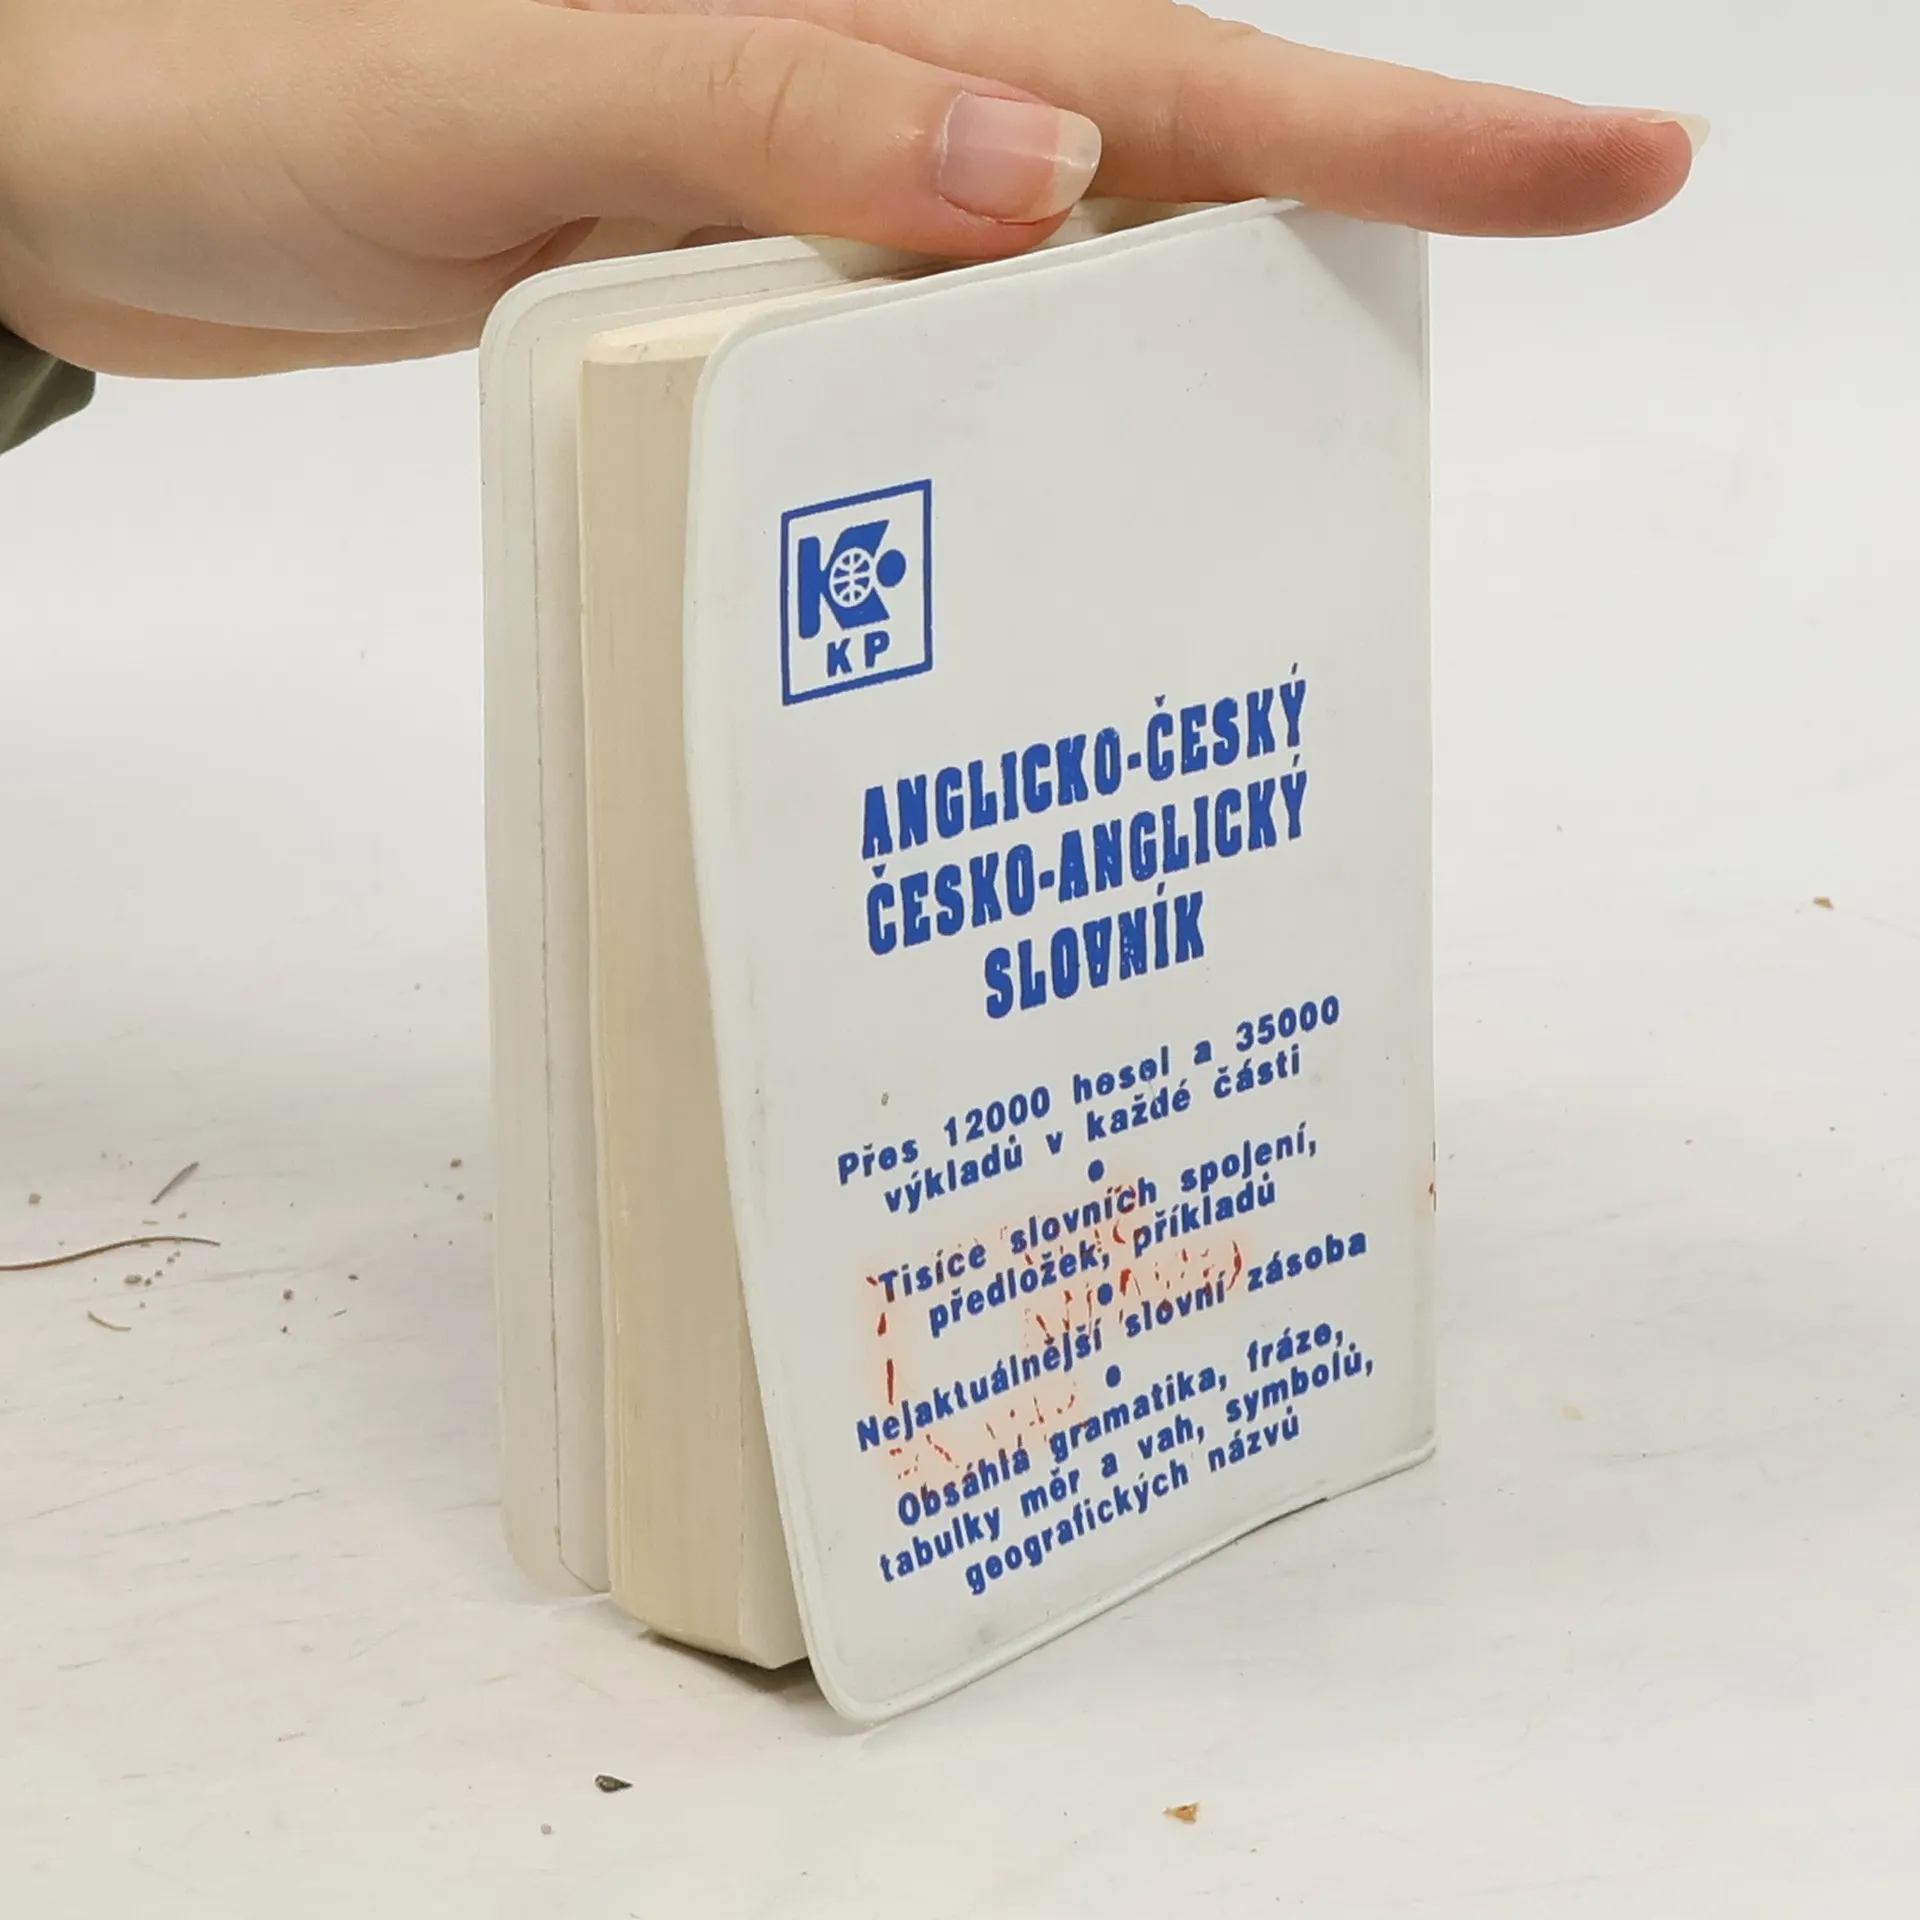 K
KP
ANGLICKO-ČESKÝ
ČESKO-ANGLICKÝ
SLOVNÍK
Přes 12000 hesel a 35000
výkladů v každé části
•
Tisíce slovních spojení,
předložek, příkladů
•
Nejaktuálnější slovní zásoba
•
Obsáhlá gramatika, fráze,
tabulky měr a vah, symbolů,
geografických názvů